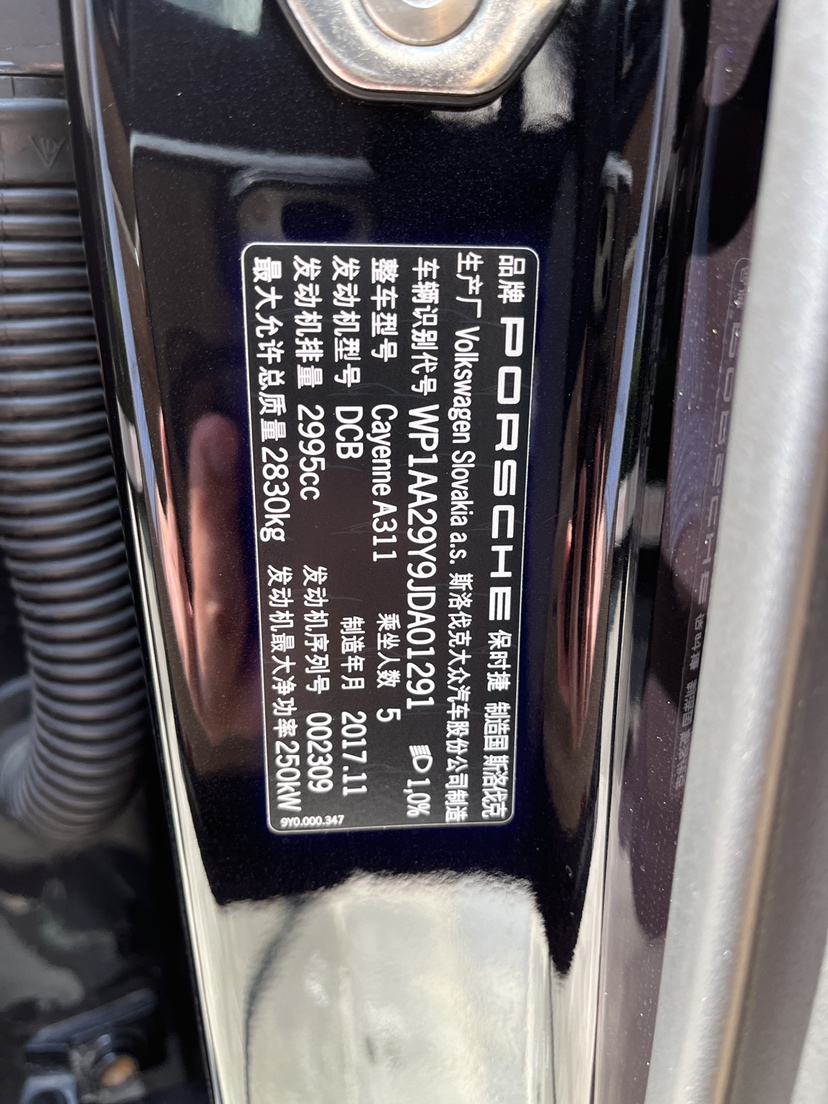 品牌 PORSCHE 保时捷 制造国 斯洛伐克
生产厂 Volkswagen Slovakia a.s. 斯洛伐克大众汽车股份公司制造
车辆识别代号 WP1AA29Y9JDA01291 1,0%
整车型号 Cayenne A311 乘坐人数 5
发动机型号 DCB 制造年月 2017.11
发动机排量 2995cc 发动机序列号 002309
最大允许总质量 2830kg 发动机最大净功率 250kW
9Y0.000.347